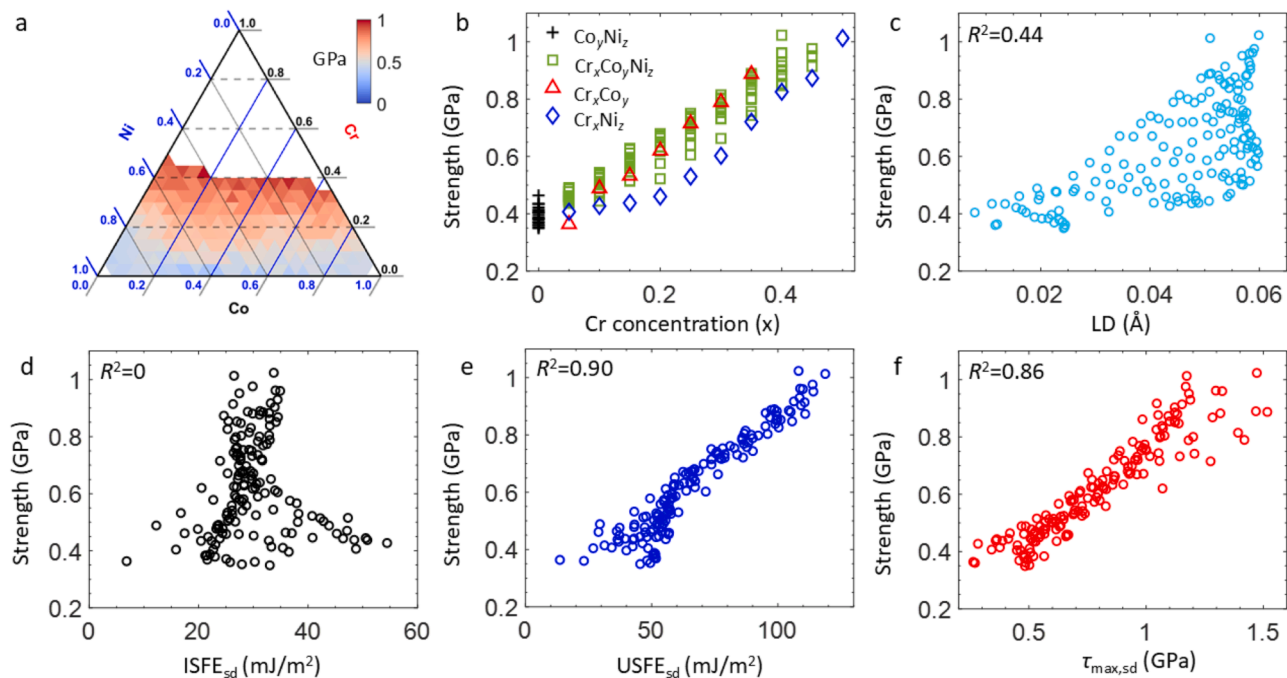 a
GPa
1
0.5
0
0.0
1.0
0.2
0.8
0.4
0.6
0.6
0.4
0.8
0.2
1.0
0.0
Ni
Cr
0.0
0.2
0.4
0.6
0.8
1.0
Co
b
Strength (GPa)
1
0.8
0.6
0.4
0.2
CoyNiz
CrxCoyNiz
CrxCoy
CrxNiz
0
0.2
0.4
Cr concentration (x)
c
R²=0.44
Strength (GPa)
1
0.8
0.6
0.4
0.2
0.02
0.04
0.06
LD (Å)
d
R²=0
Strength (GPa)
1
0.8
0.6
0.4
0.2
0
20
40
60
ISFEsd (mJ/m²)
e
R²=0.90
Strength (GPa)
1
0.8
0.6
0.4
0.2
0
50
100
USFEsd (mJ/m²)
f
R²=0.86
Strength (GPa)
1
0.8
0.6
0.4
0.2
0.5
1
1.5
τmax,sd (GPa)